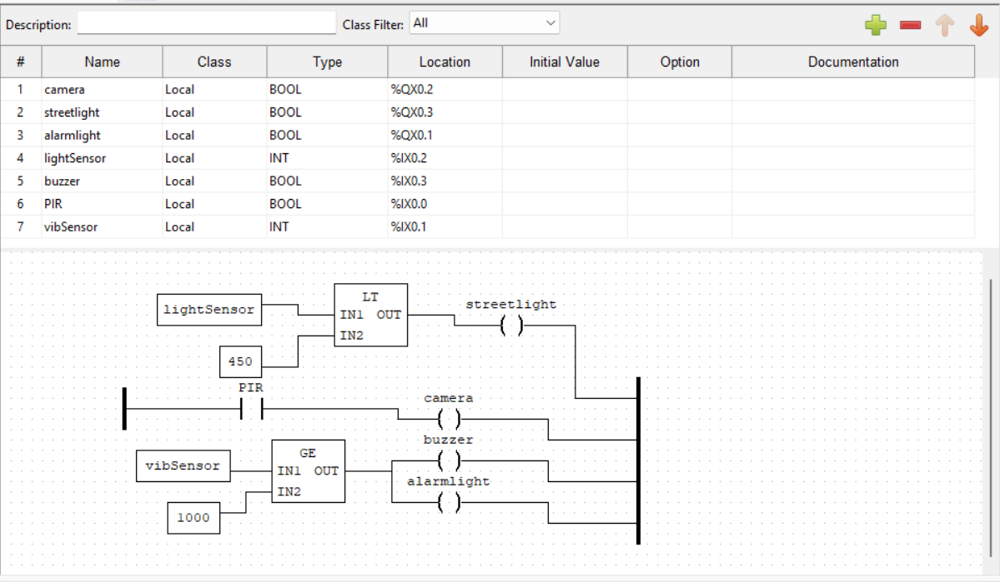 Description: Class Filter: All
# Name Class Type Location Initial Value Option Documentation
1 camera Local BOOL %QX0.2
2 streetlight Local BOOL %QX0.3
3 alarmlight Local BOOL %QX0.1
4 lightSensor Local INT %IX0.2
5 buzzer Local BOOL %IX0.3
6 PIR Local BOOL %IX0.0
7 vibSensor Local INT %IX0.1
LT
streetlight
lightSensor
IN1 OUT
IN2
450
PIR
camera
buzzer
GE
vibSensor
IN1 OUT
alarmlight
IN2
1000